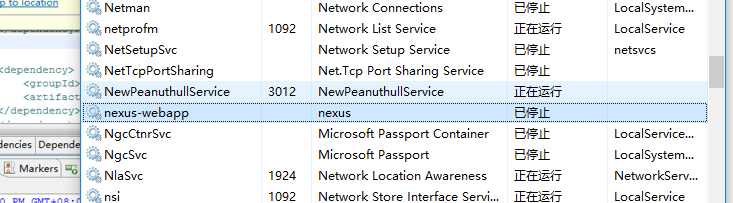 p to location
Netman Network Connections 已停止 LocalSystem...
netprofm 1092 Network List Service 正在运行 LocalService
NetSetupSvc Network Setup Service 已停止 netsvcs
NetTcpPortSharing Net.Tcp Port Sharing Service 已停止
<dependency>
NewPeanuthullService 3012 NewPeanuthullService 正在运行
<groupId>
<artifac
nexus-webapp nexus 已停止
</dependency>
NgcCtnrSvc Microsoft Passport Container 已停止 LocalService...
dencies Depende
NgcSvc Microsoft Passport 已停止 LocalSystem...
Markers
NlaSvc 1924 Network Location Awareness 正在运行 NetworkServ...
nsi 1092 Network Store Interface Servi... 正在运行 LocalService
PM, GMT+08:0